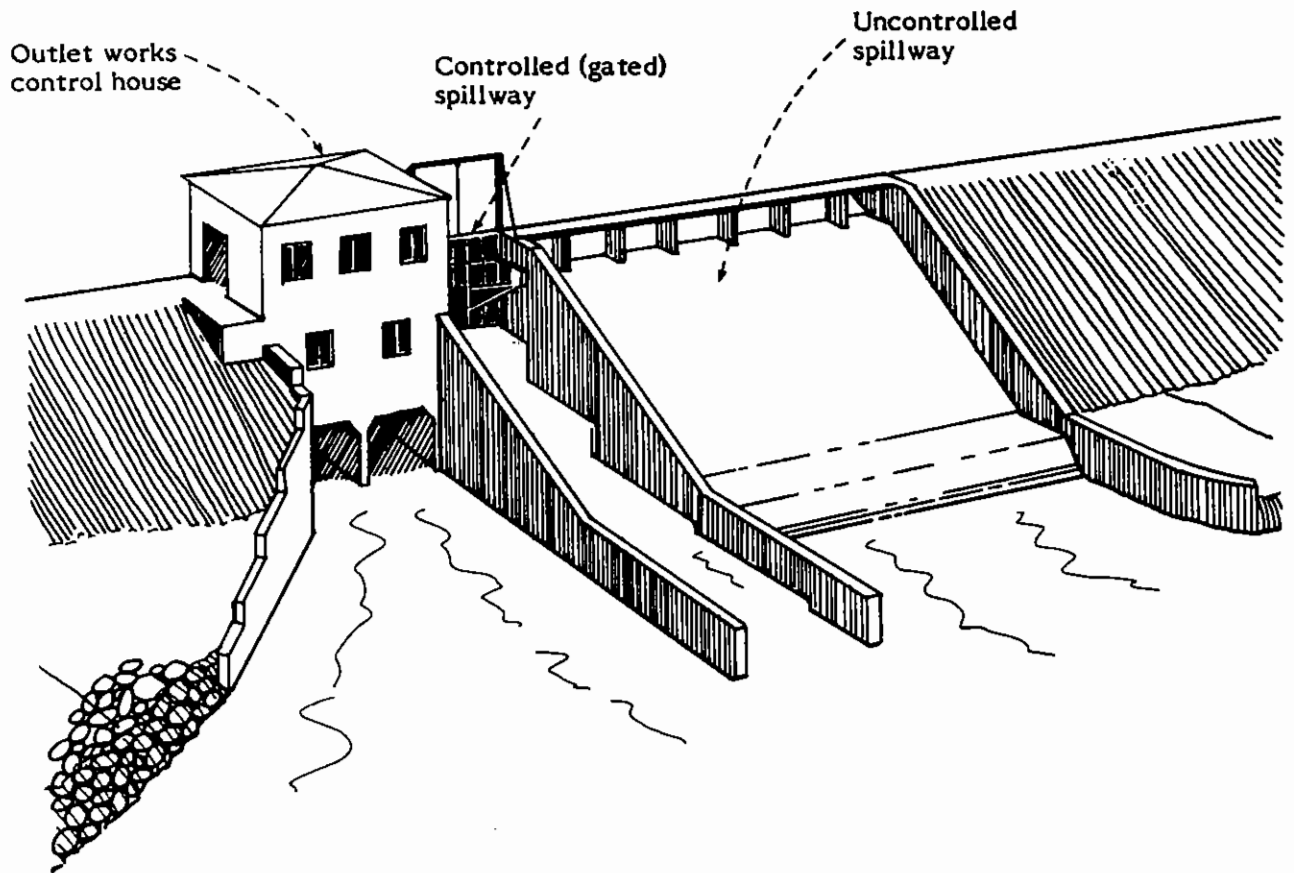 Outlet works
control house
Controlled (gated)
spillway
Uncontrolled
spillway